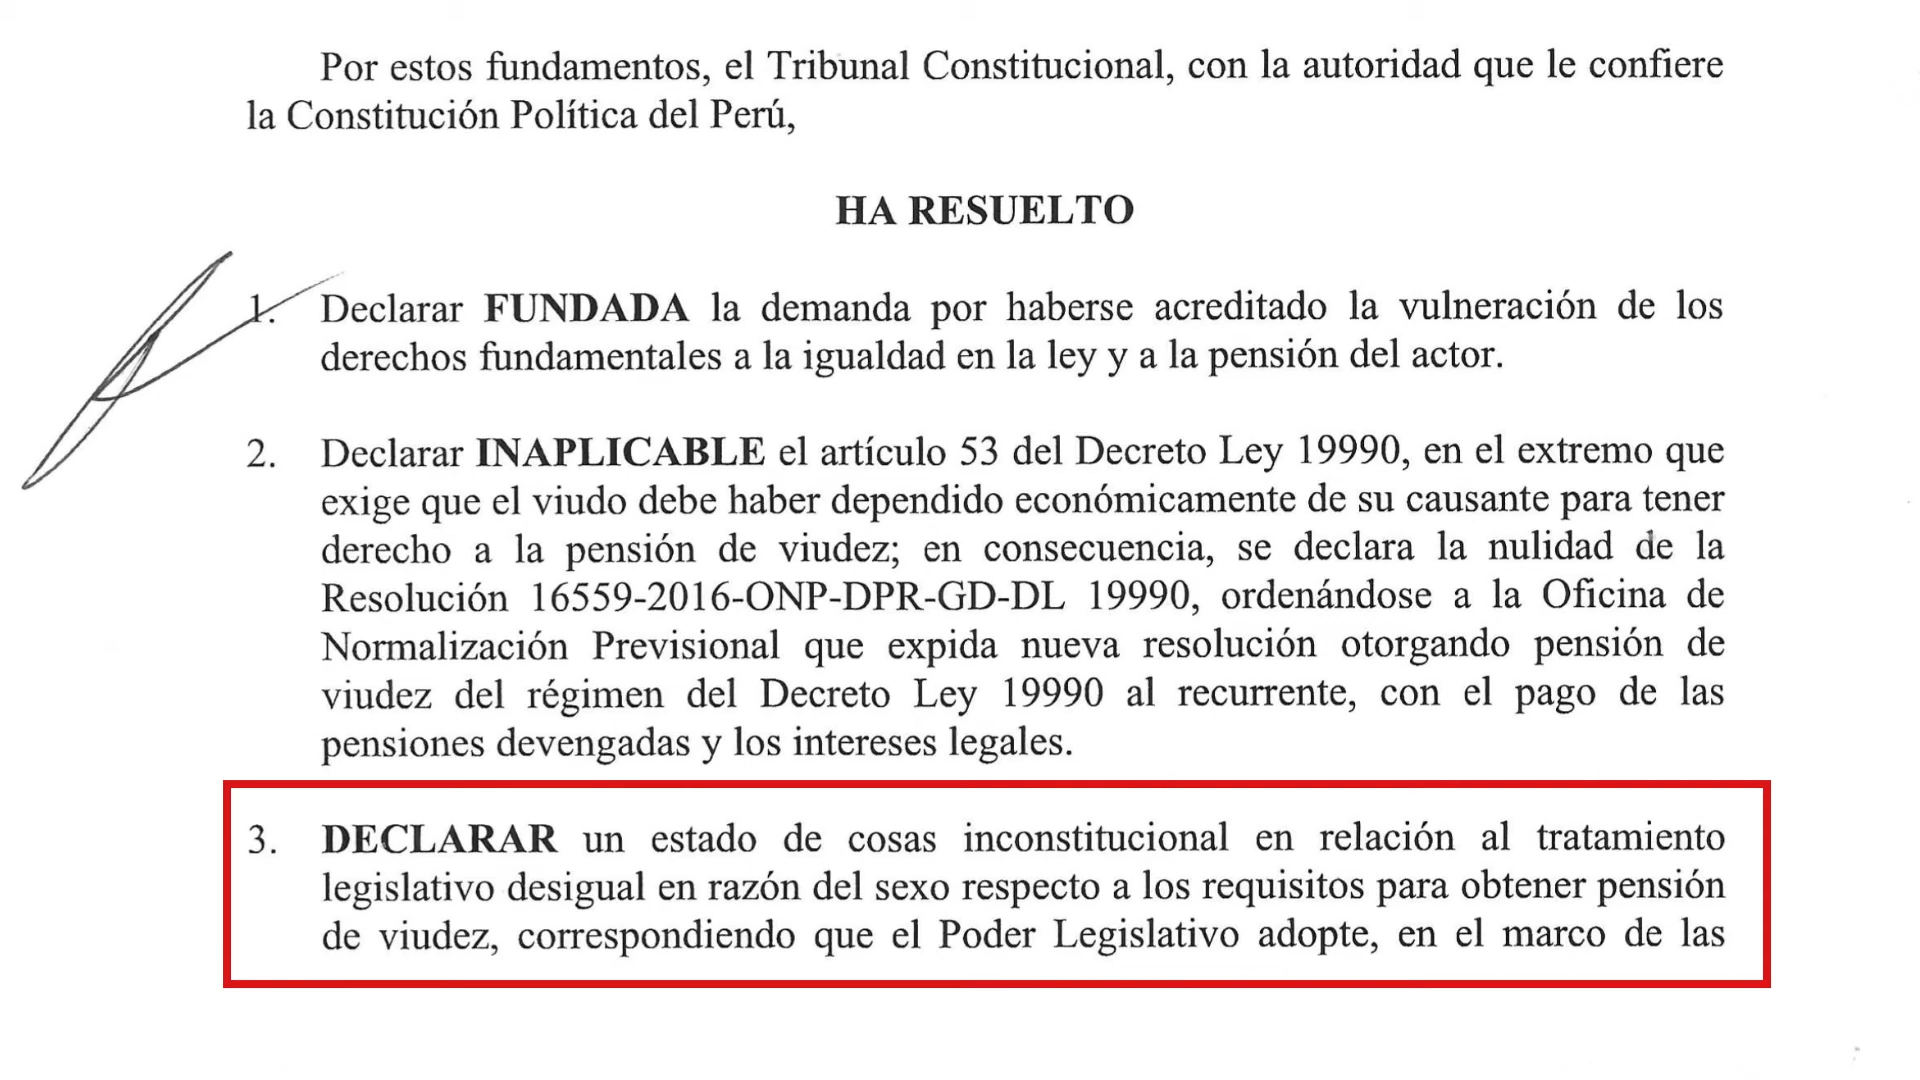 Por estos fundamentos, el Tribunal Constitucional, con la autoridad que le confiere
la Constitución Política del Perú,
HA RESUELTO
1. Declarar FUNDADA la demanda por haberse acreditado la vulneración de los
derechos fundamentales a la igualdad en la ley y a la pensión del actor.
2. Declarar INAPLICABLE el artículo 53 del Decreto Ley 19990, en el extremo que
exige que el viudo debe haber dependido económicamente de su causante para tener
derecho a la pensión de viudez; en consecuencia, se declara la nulidad de la
Resolución 16559-2016-ONP-DPR-GD-DL 19990, ordenándose a la Oficina de
Normalización Previsional que expida nueva resolución otorgando pensión de
viudez del régimen del Decreto Ley 19990 al recurrente, con el pago de las
pensiones devengadas y los intereses legales.
3. DECLARAR un estado de cosas inconstitucional en relación al tratamiento
legislativo desigual en razón del sexo respecto a los requisitos para obtener pensión
de viudez, correspondiendo que el Poder Legislativo adopte, en el marco de las